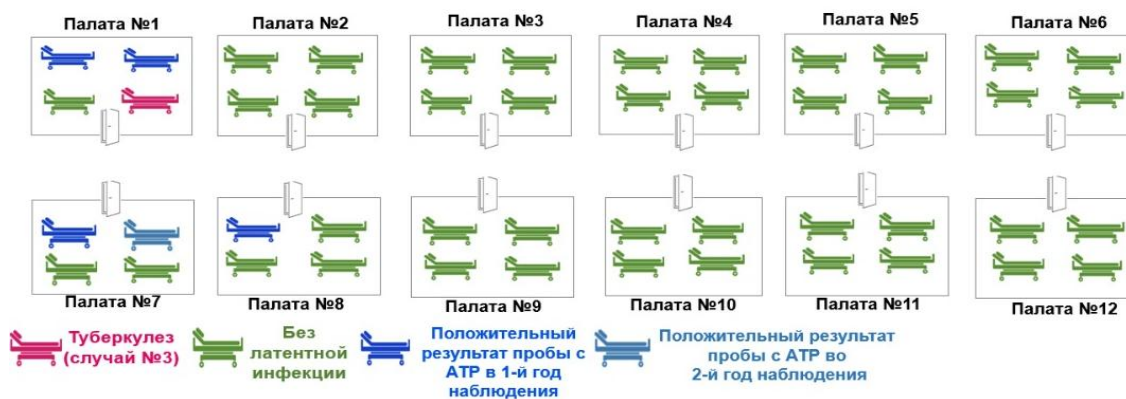 Палата №1
Палата №2
Палата №3
Палата №4
Палата №5
Палата №6
Палата №7
Палата №8
Палата №9
Палата №10
Палата №11
Палата №12
Туберкулез
(случай №3)
Без
латентной
инфекции
Положительный
результат пробы с
АТР в 1-й год
наблюдения
Положительный результат
пробы с АТР во
2-й год наблюдения